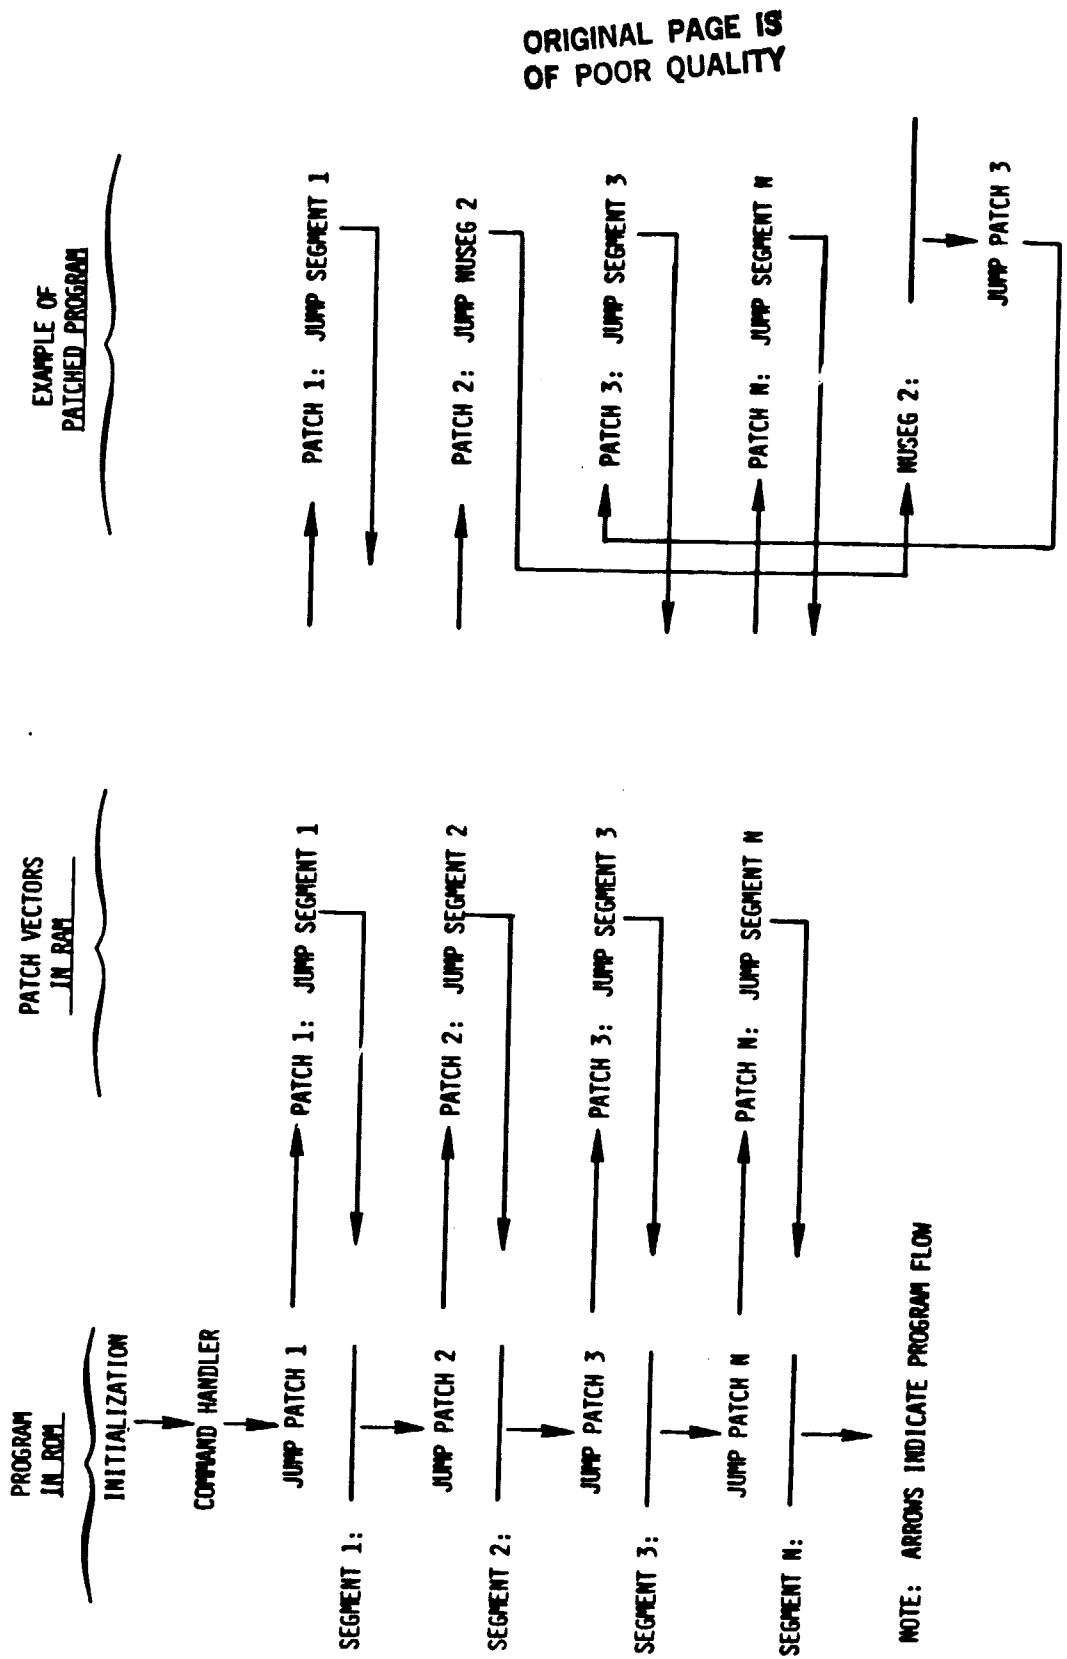 ORIGINAL PAGE IS
OF POOR QUALITY
PROGRAM
IN ROM
INITIALIZATION
COMMAND HANDLER
JUMP PATCH 1
SEGMENT 1:
JUMP PATCH 2
SEGMENT 2:
JUMP PATCH 3
SEGMENT 3:
JUMP PATCH N
SEGMENT N:
NOTE: ARROWS INDICATE PROGRAM FLOW
PATCH VECTORS
IN RAM
PATCH 1: JUMP SEGMENT 1
PATCH 2: JUMP SEGMENT 2
PATCH 3: JUMP SEGMENT 3
PATCH N: JUMP SEGMENT N
EXAMPLE OF
PATCHED PROGRAM
PATCH 1: JUMP SEGMENT 1
PATCH 2: JUMP NUSEG 2
PATCH 3: JUMP SEGMENT 3
PATCH N: JUMP SEGMENT N
NUSEG 2:
JUMP PATCH 3